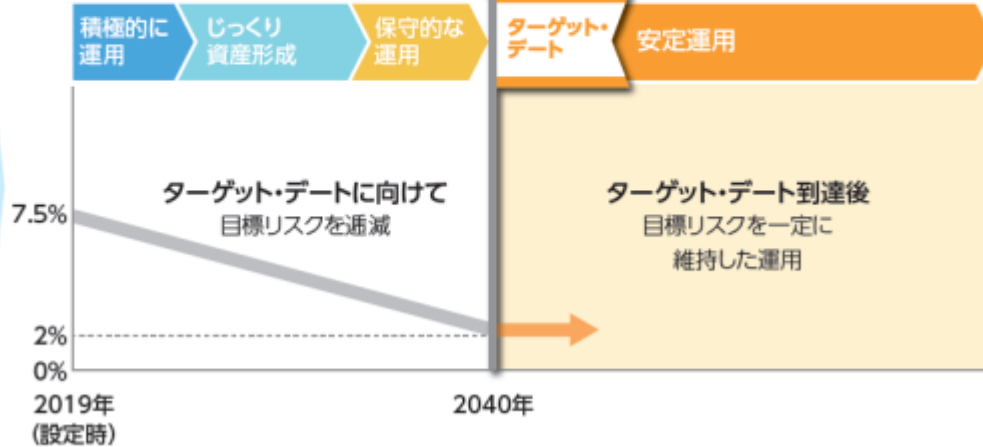 積極的に
運用
じっくり
資産形成
保守的な
運用
ターゲット・
デート
安定運用
ターゲット・デートに向けて
目標リスクを逓減
ターゲット・デート到達後
目標リスクを一定に
維持した運用
7.5%
2%
0%
2019年
(設定時)
2040年